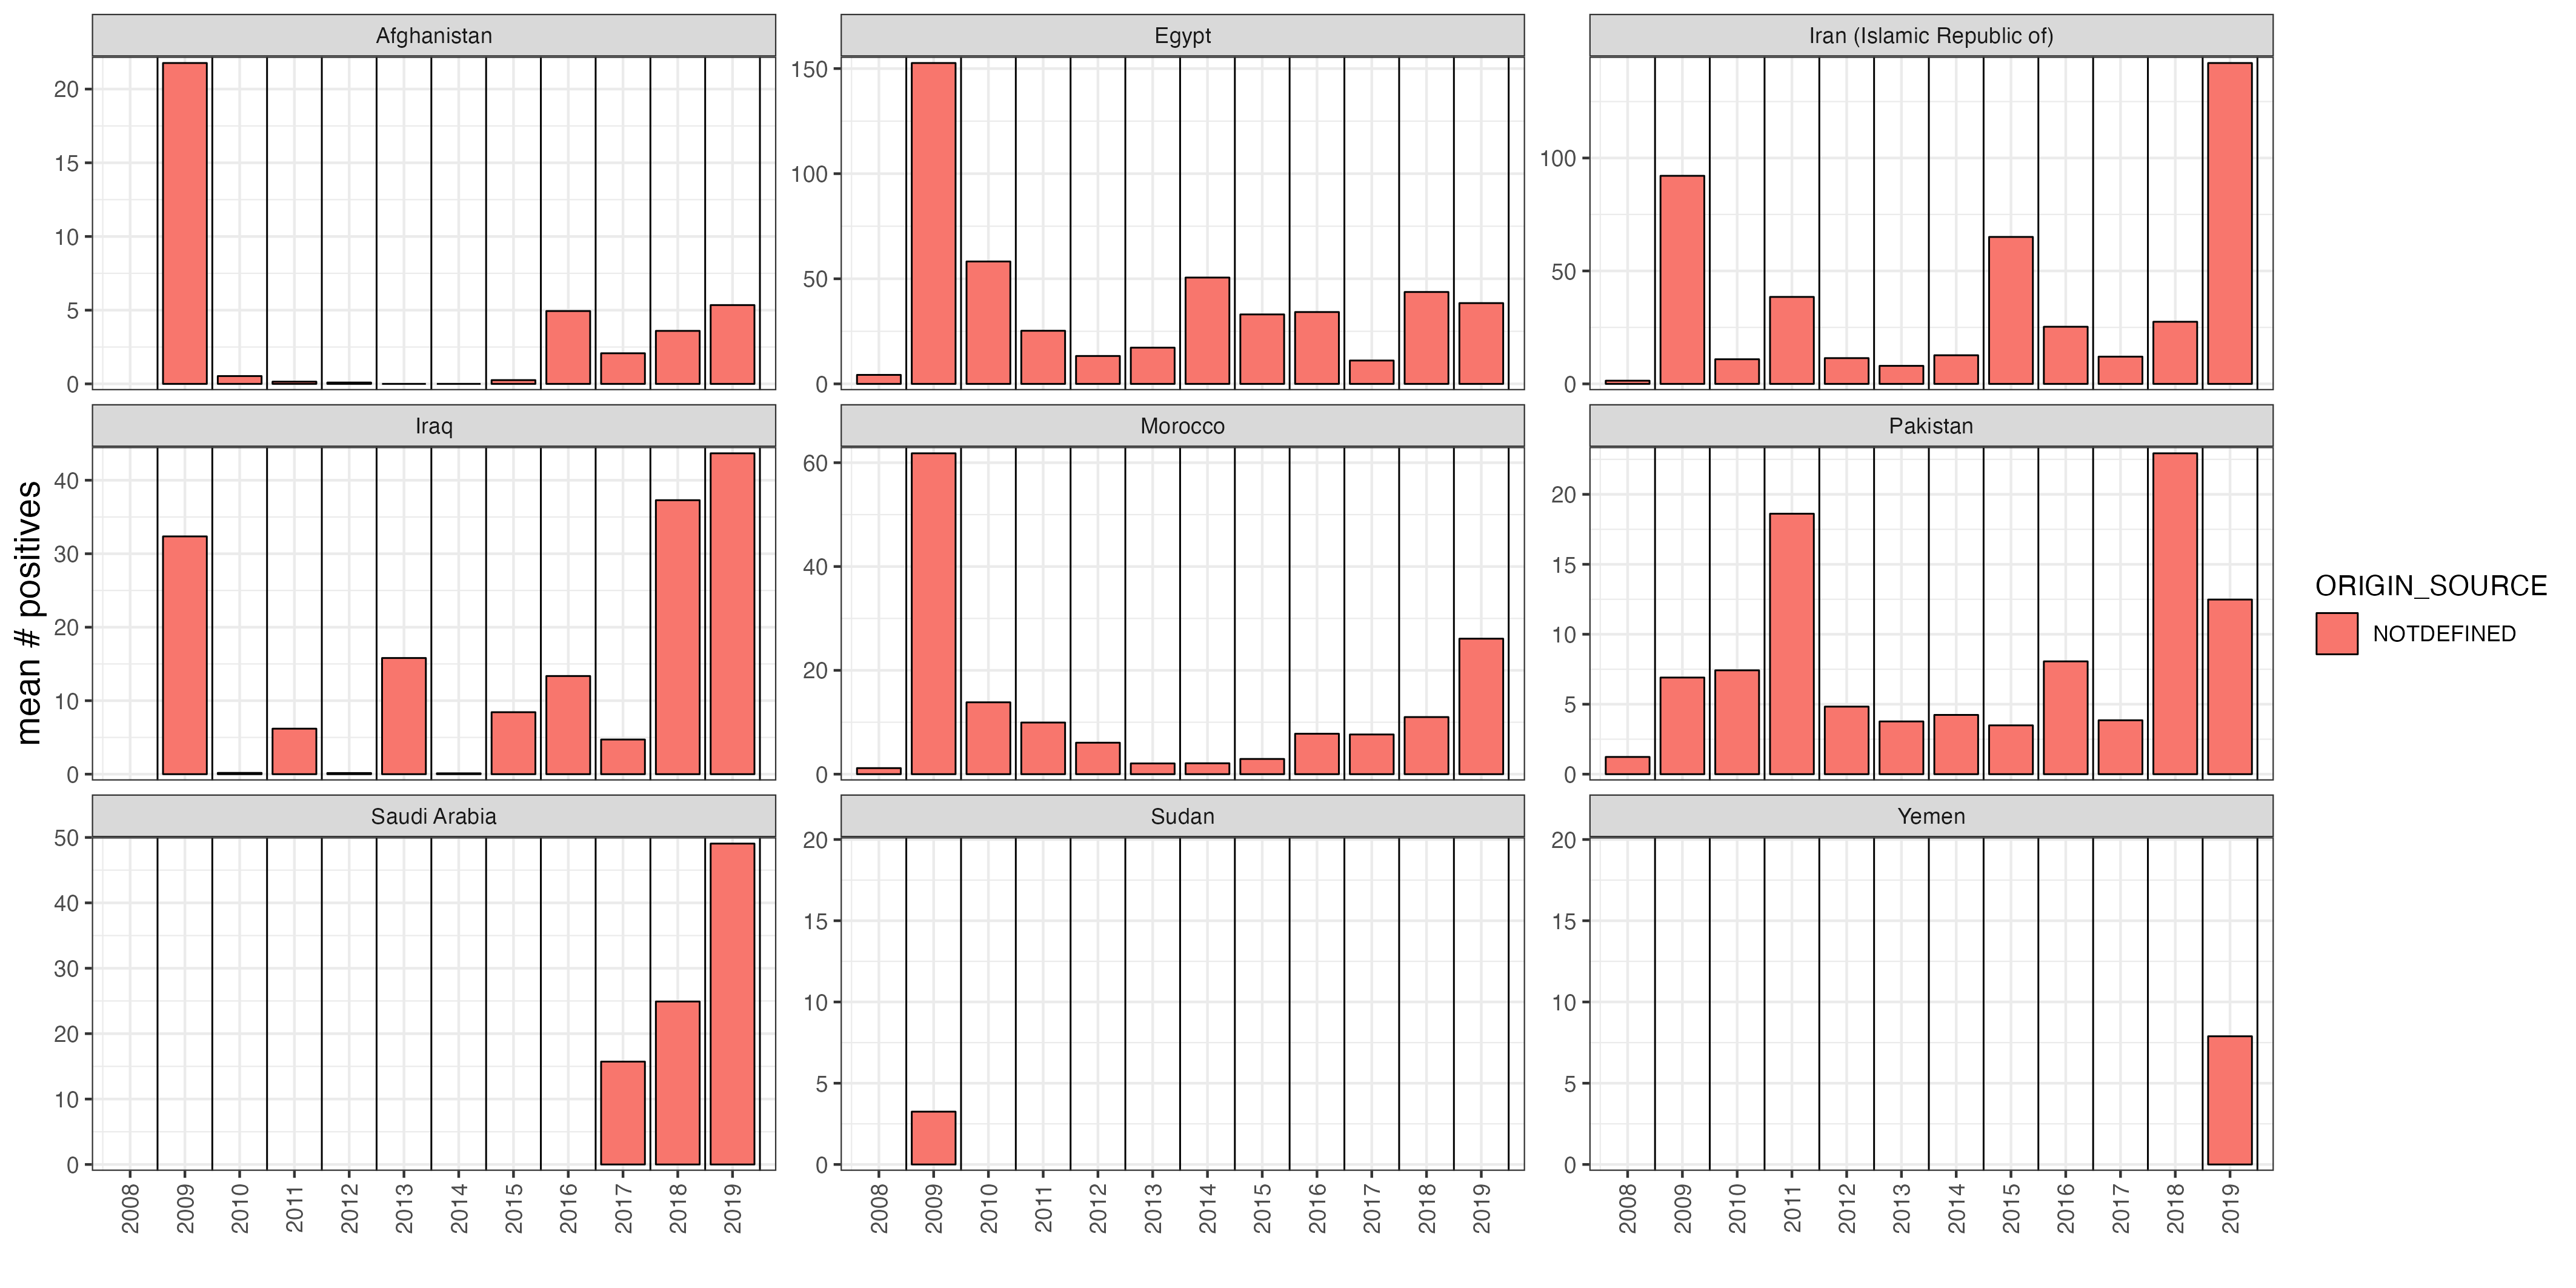 Afghanistan
Egypt
Iran (Islamic Republic of)
20
15
10
5
0
150
100
50
0
100
50
0
Iraq
Morocco
Pakistan
40
30
20
10
0
60
40
20
0
20
15
10
5
0
Saudi Arabia
Sudan
Yemen
50
40
30
20
10
0
20
15
10
5
0
20
15
10
5
0
2008 2009 2010 2011 2012 2013 2014 2015 2016 2017 2018 2019
2008 2009 2010 2011 2012 2013 2014 2015 2016 2017 2018 2019
2008 2009 2010 2011 2012 2013 2014 2015 2016 2017 2018 2019
mean # positives
ORIGIN_SOURCE
NOTDEFINED